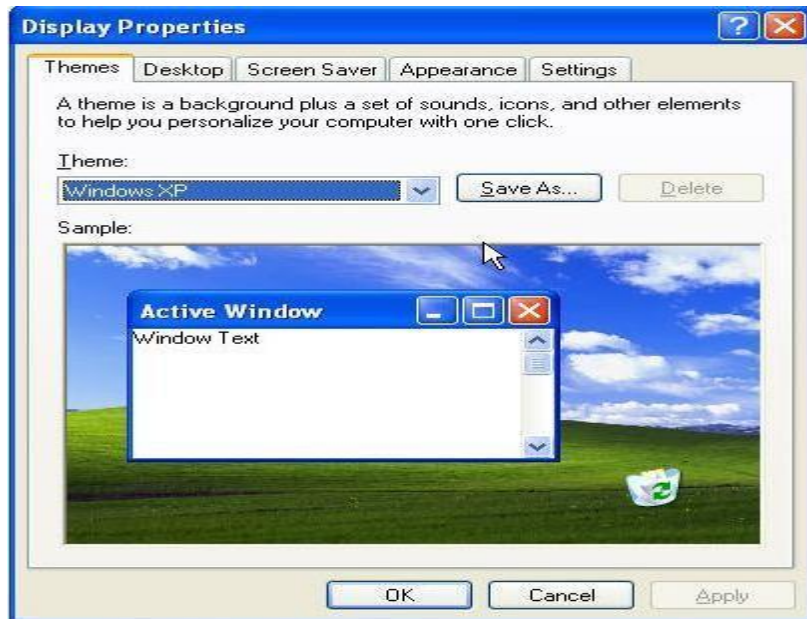 Display Properties
Themes Desktop Screen Saver Appearance Settings
A theme is a background plus a set of sounds, icons, and other elements
to help you personalize your computer with one click.
Theme:
Windows XP Save As... Delete
Sample:
Active Window
Window Text
OK Cancel Apply